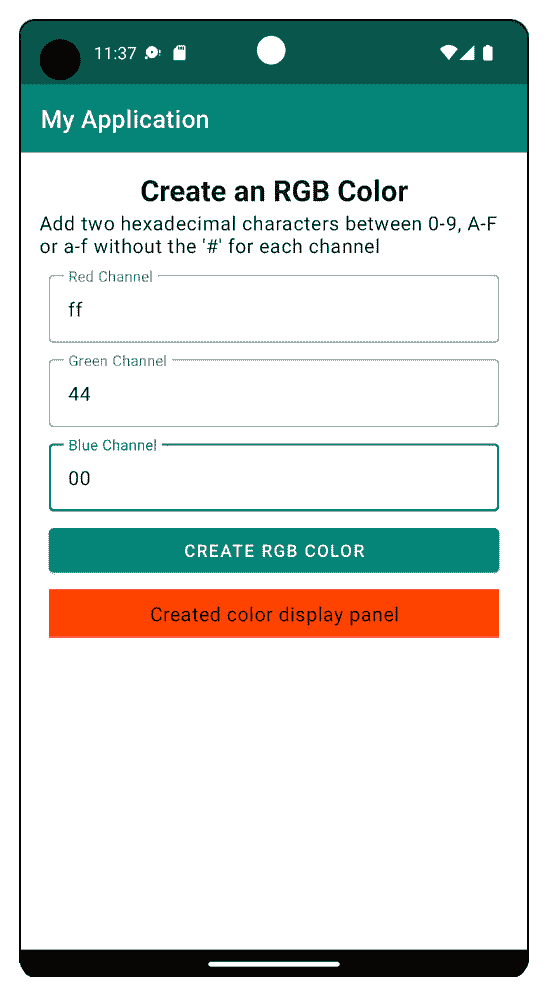 11:37
My Application
Create an RGB Color
Add two hexadecimal characters between 0-9, A-F
or a-f without the '#' for each channel
Red Channel
ff
Green Channel
44
Blue Channel
00
CREATE RGB COLOR
Created color display panel